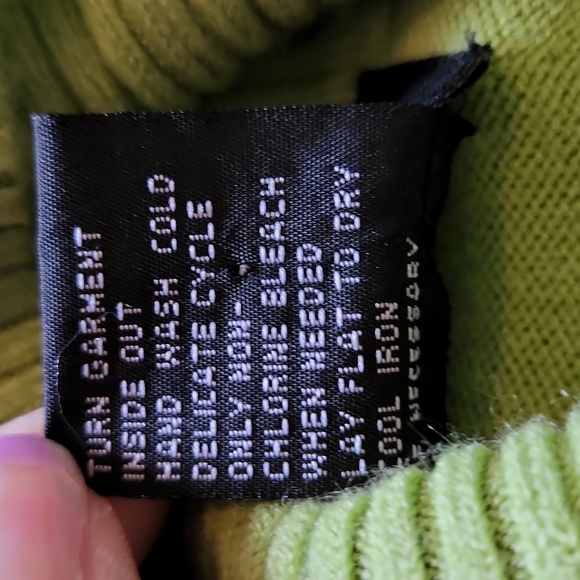 TURN GARMENT
INSIDE OUT
HAND WASH COLD
DELICATE CYCLE
ONLY NON-
CHLORINE BLEACH
WHEN NEEDED
LAY FLAT TO DRY
COOL IRON
NECESSARY